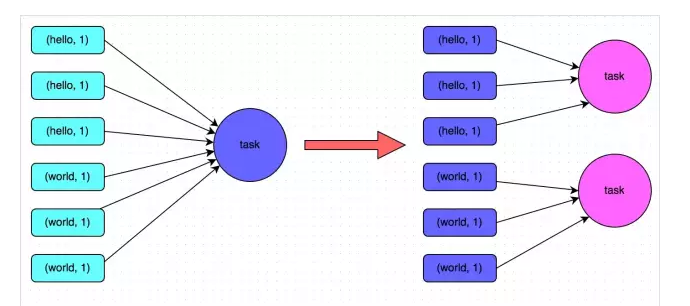 (hello, 1)
(hello, 1)
(hello, 1)
(world, 1)
(world, 1)
(world, 1)
task
(hello, 1)
(hello, 1)
(hello, 1)
(world, 1)
(world, 1)
(world, 1)
task
task